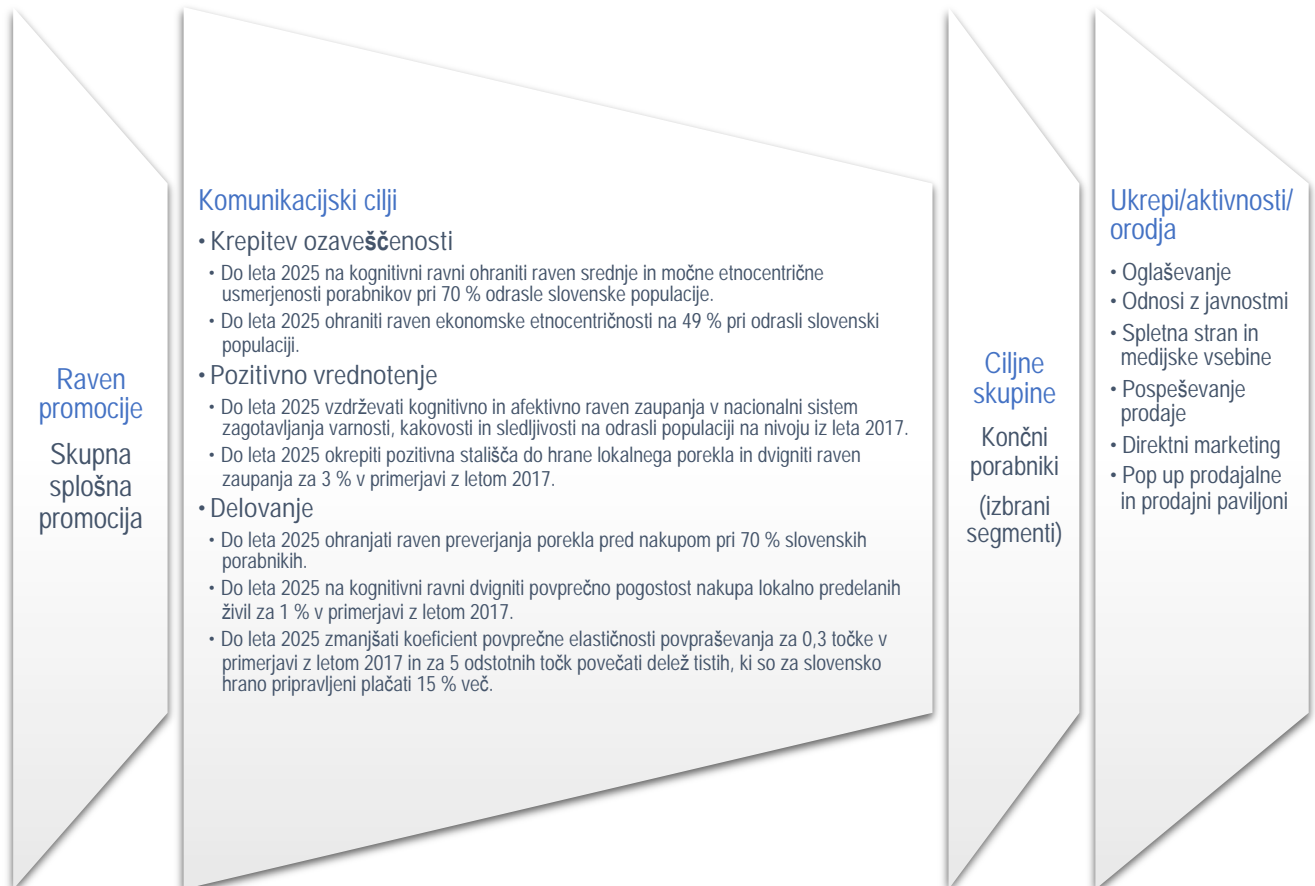 Raven
promocije
Skupna
splošna
promocija
Komunikacijski cilji
• Krepitev ozaveščenosti
• Do leta 2025 na kognitivni ravni ohraniti raven srednje in močne etnocentrične
usmerjenosti porabnikov pri 70 % odrasle slovenske populacije.
• Do leta 2025 ohraniti raven ekonomske etnocentričnosti na 49 % pri odrasli slovenski
populaciji.
• Pozitivno vrednotenje
• Do leta 2025 vzdrževati kognitivno in afektivno raven zaupanja v nacionalni sistem
zagotavljanja varnosti, kakovosti in sledljivosti na odrasli populaciji na nivoju iz leta 2017.
• Do leta 2025 okrepiti pozitivna stališča do hrane lokalnega porekla in dvigniti raven
zaupanja za 3 % v primerjavi z letom 2017.
• Delovanje
• Do leta 2025 ohranjati raven preverjanja porekla pred nakupom pri 70 % slovenskih
porabnikih.
• Do leta 2025 na kognitivni ravni dvigniti povprečno pogostost nakupa lokalno predelanih
živil za 1 % v primerjavi z letom 2017.
• Do leta 2025 zmanjšati koeficient povprečne elastičnosti povpraševanja za 0,3 točke v
primerjavi z letom 2017 in za 5 odstotnih točk povečati delež tistih, ki so za slovensko
hrano pripravljeni plačati 15 % več.
Ciljne
skupine
Končni
porabniki
(izbrani
segmenti)
Ukrepi/aktivnosti/
orodja
• Oglaševanje
• Odnosi z javnostmi
• Spletna stran in
medijske vsebine
• Pospeševanje
prodaje
• Direktni marketing
• Pop up prodajalne
in prodajni paviljoni